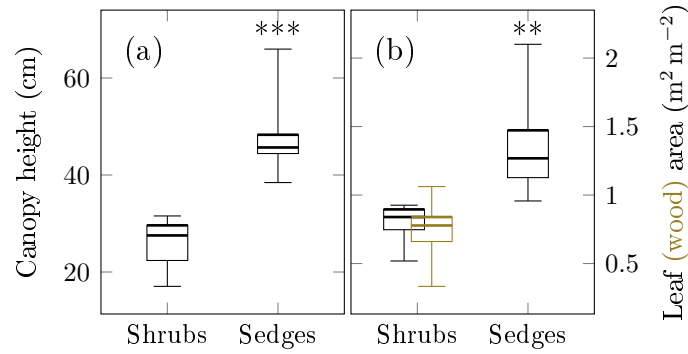 Canopy height (cm)
60
40
20
(a)
***
Shrubs
Sedges
(b)
**
Shrubs
Sedges
2
1.5
1
0.5
Leaf (wood) area (m² m⁻²)